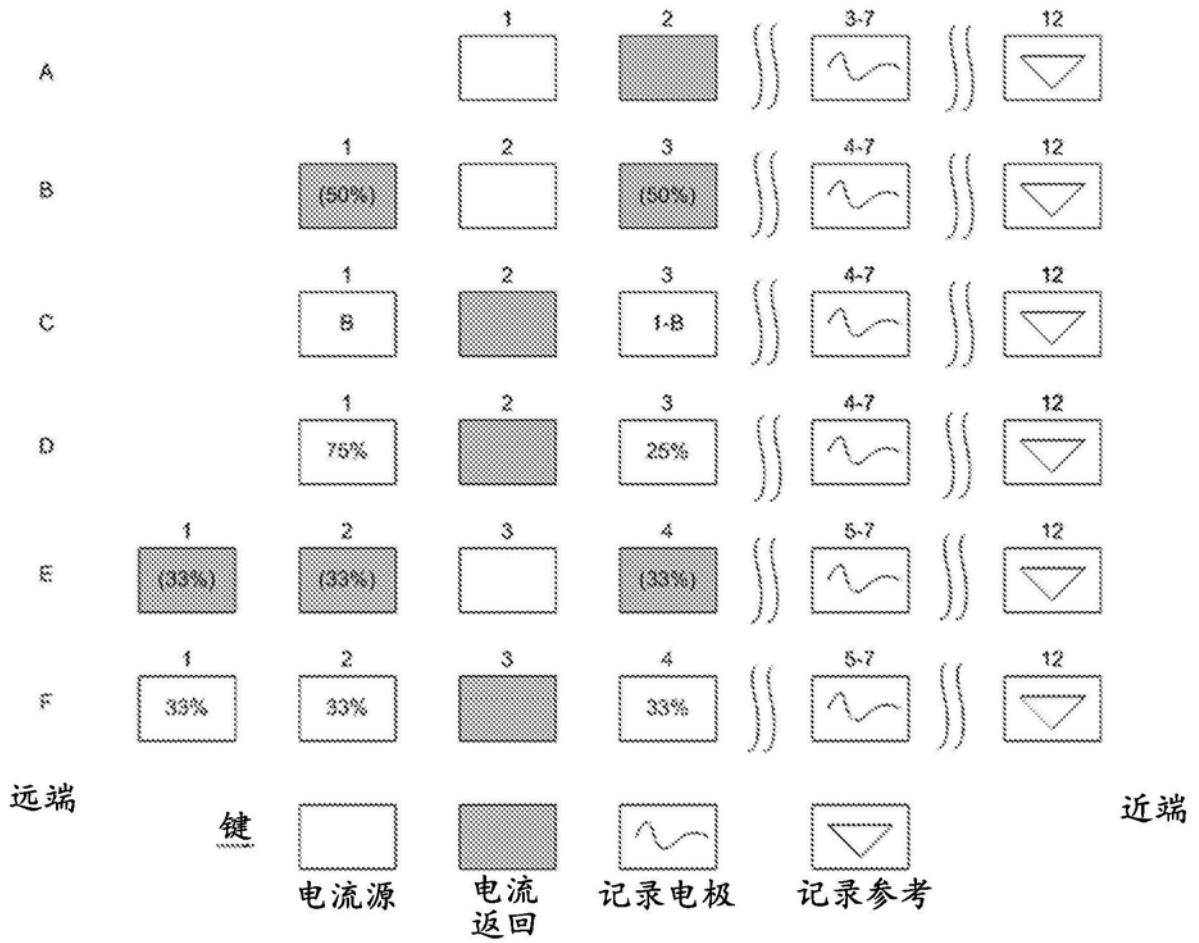 1 2 3-7 12
A
1 2 3 4-7 12
B (50%) (50%)
1 2 3 4-7 12
C B 1-B
1 2 3 4-7 12
D 75% 25%
1 2 3 4 5-7 12
E (33%) (33%) (33%)
1 2 3 4 5-7 12
F 33% 33% 33%
远端 近端
键
电流源 电流 记录电极 记录参考
返回